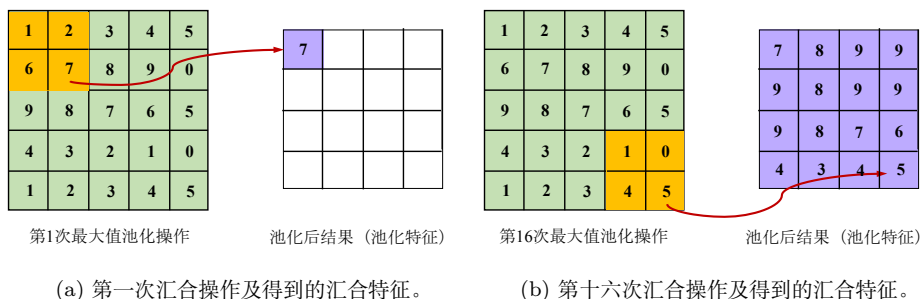 1 2 3 4 5
6 7 8 9 0
9 8 7 6 5
4 3 2 1 0
1 2 3 4 5
第1次最大值池化操作
7
池化后结果（池化特征）
(a) 第一次汇合操作及得到的汇合特征。
1 2 3 4 5
6 7 8 9 0
9 8 7 6 5
4 3 2 1 0
1 2 3 4 5
第16次最大值池化操作
7 8 9 9
9 8 9 9
9 8 7 6
4 3 4 5
池化后结果（池化特征）
(b) 第十六次汇合操作及得到的汇合特征。